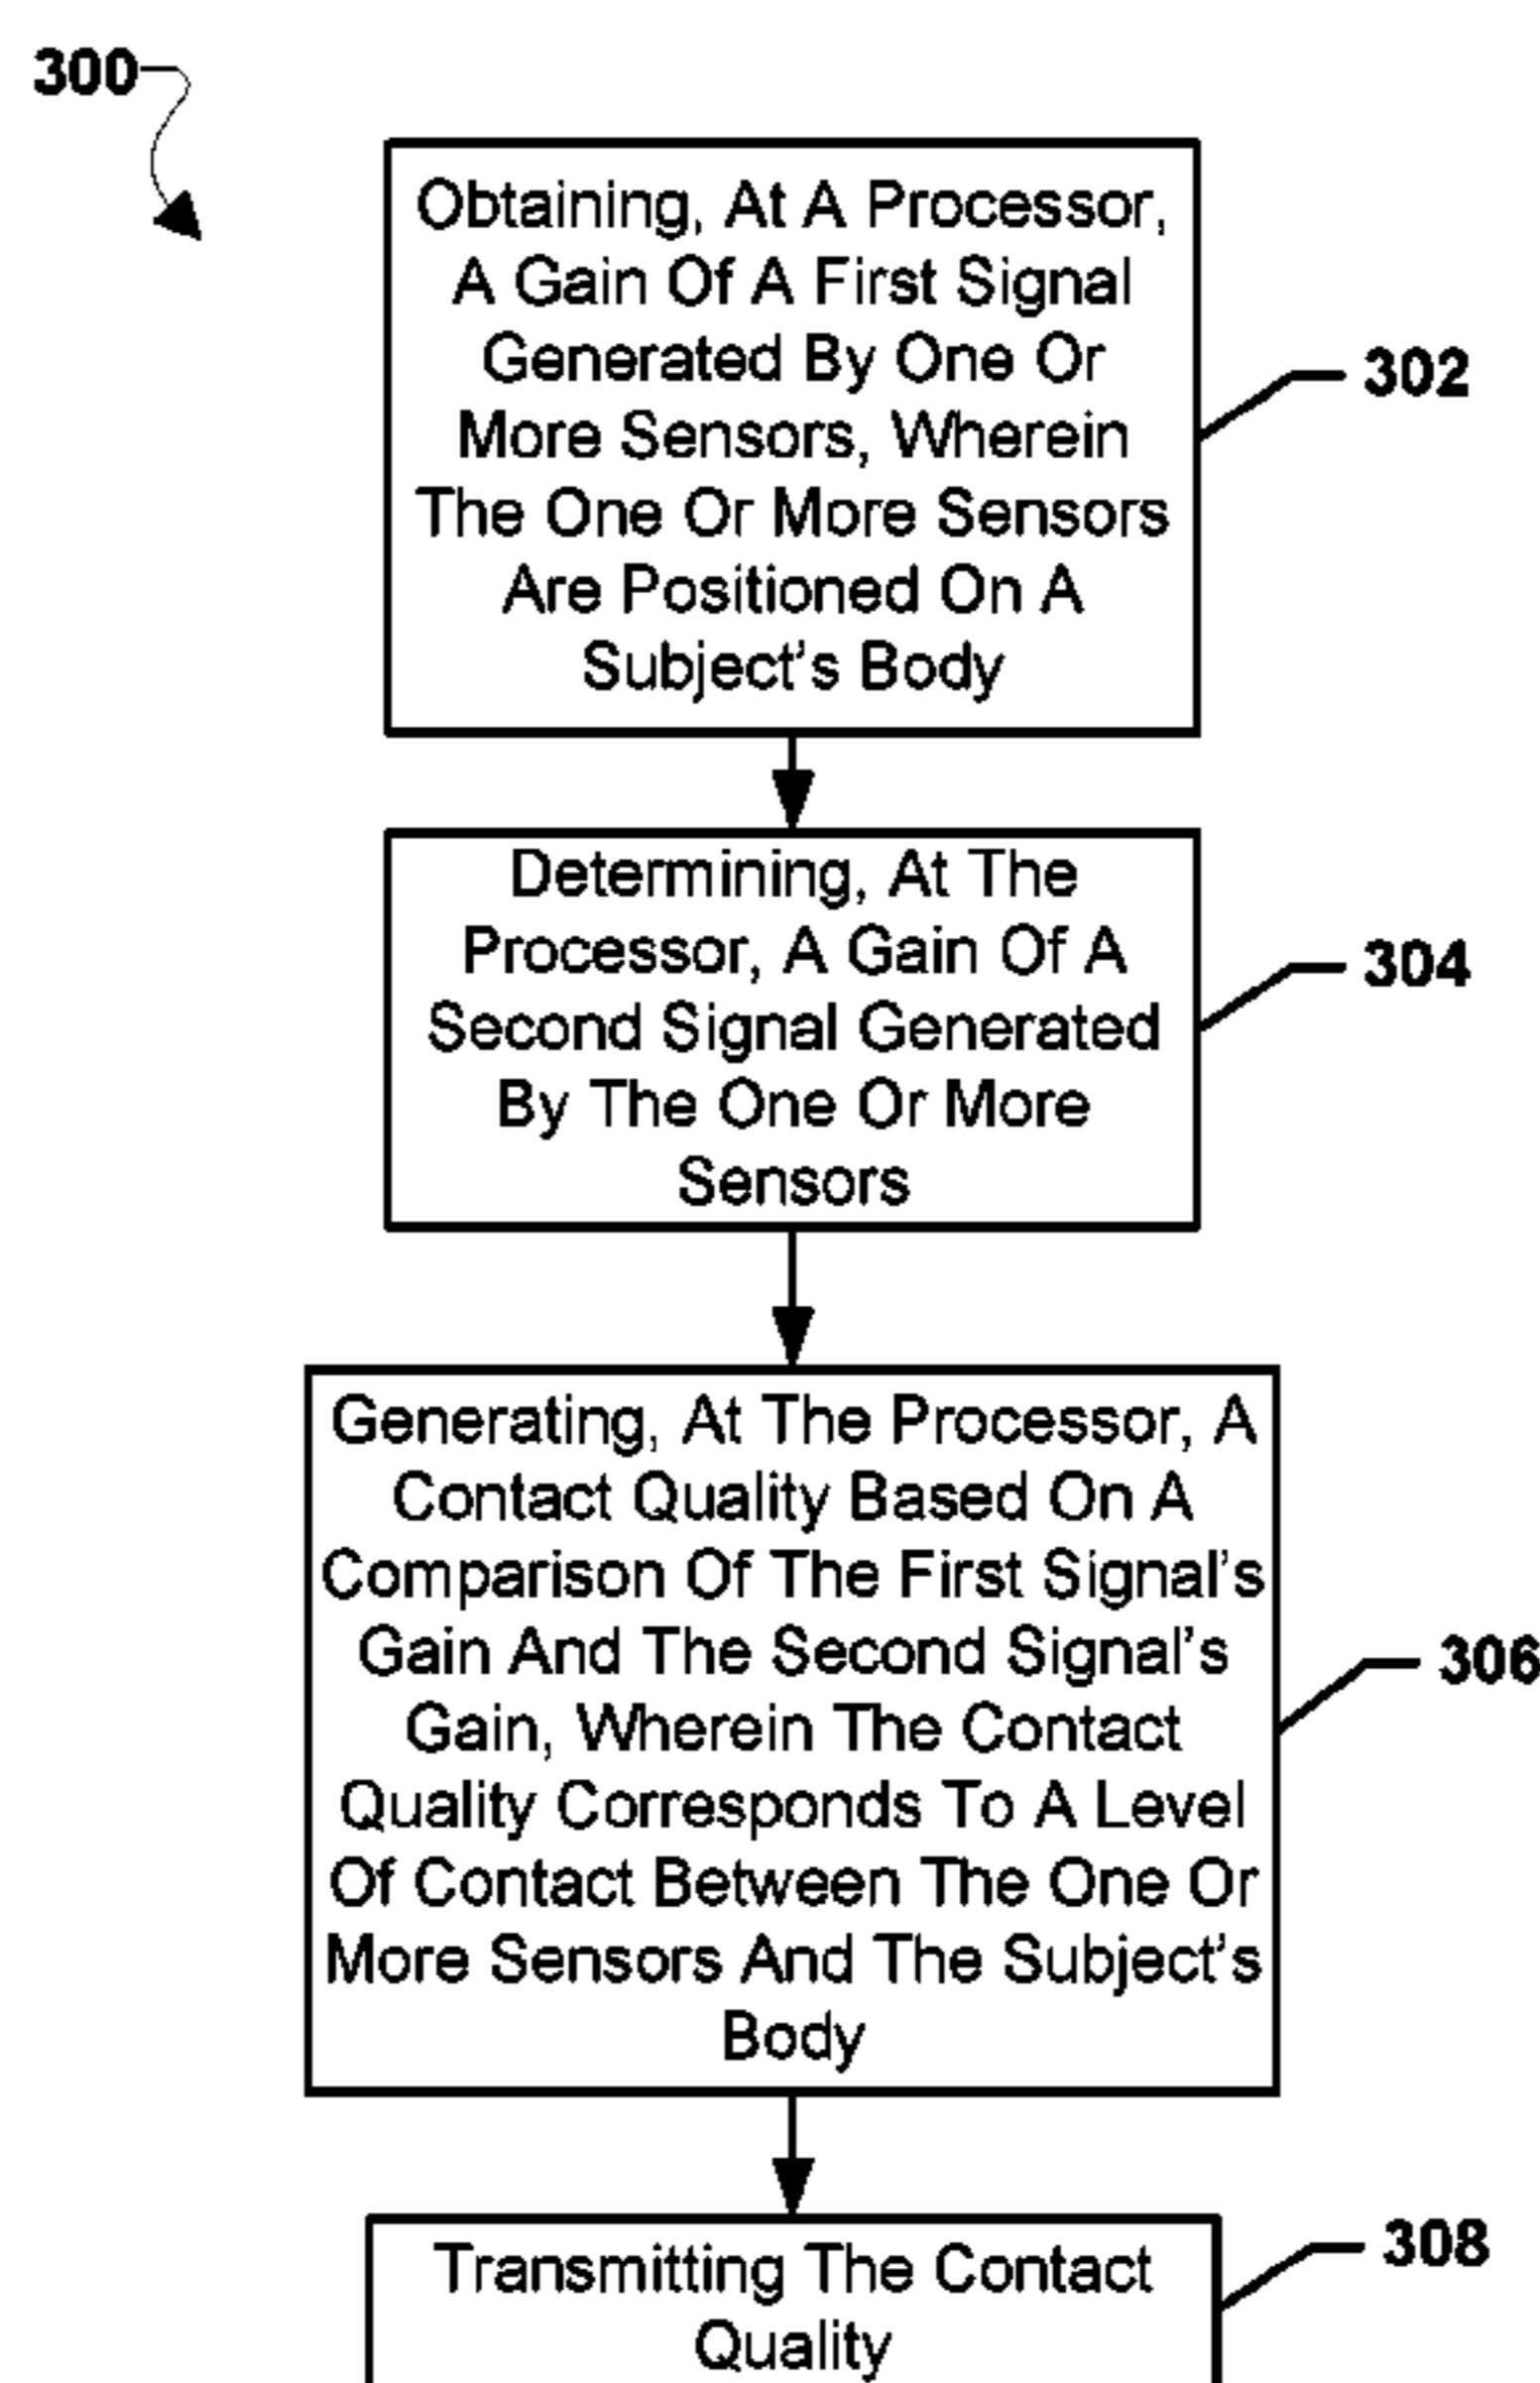 300
Obtaining, At A Processor,
A Gain Of A First Signal
Generated By One Or
More Sensors, Wherein
The One Or More Sensors
Are Positioned On A
Subject's Body
302
Determining, At The
Processor, A Gain Of A
Second Signal Generated
By The One Or More
Sensors
304
Generating, At The Processor, A
Contact Quality Based On A
Comparison Of The First Signal's
Gain And The Second Signal's
Gain, Wherein The Contact
Quality Corresponds To A Level
Of Contact Between The One Or
More Sensors And The Subject's
Body
306
Transmitting The Contact
Quality
308